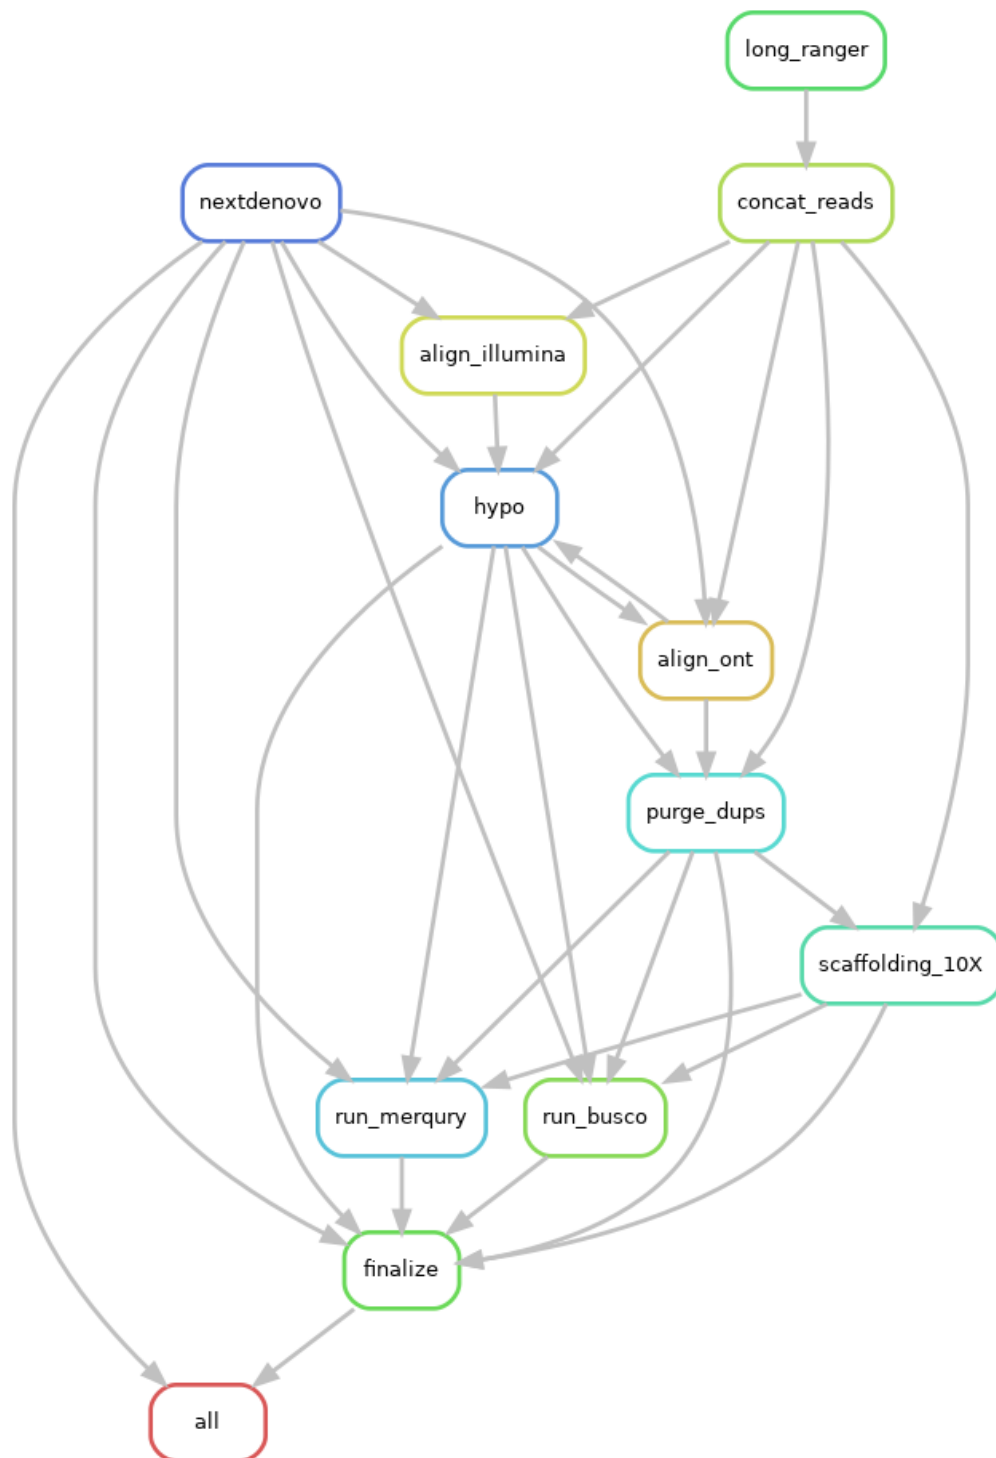 long_ranger
nextdenovo
concat_reads
align_illumina
hypo
align_ont
purge_dups
scaffolding_10X
run_merqury
run_busco
finalize
all